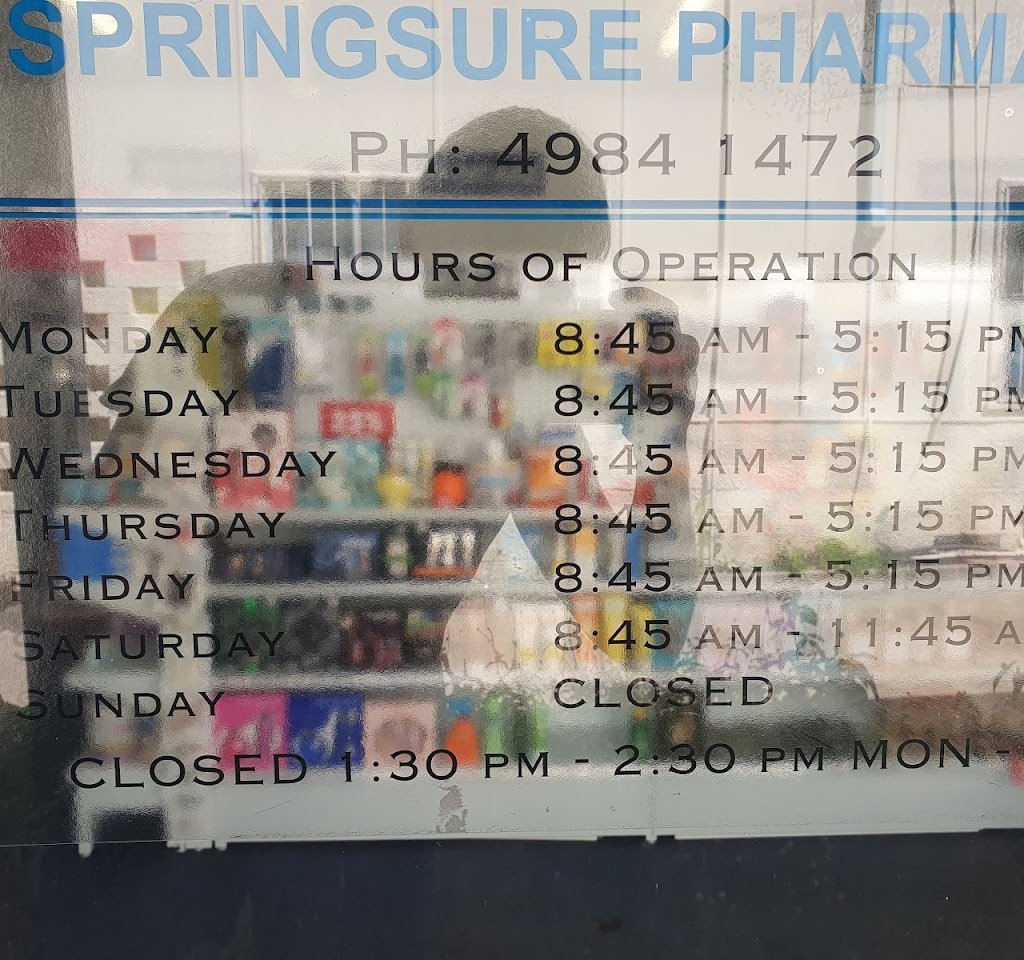 SPRINGSURE PHARMA
PH: 4984 1472
HOURS OF OPERATION
MONDAY 8:45 AM - 5:15 PM
TUESDAY 8:45 AM - 5:15 PM
WEDNESDAY 8:45 AM - 5:15 PM
THURSDAY 8:45 AM - 5:15 PM
FRIDAY 8:45 AM - 5:15 PM
SATURDAY 8:45 AM - 11:45 A
SUNDAY CLOSED
CLOSED 1:30 PM - 2:30 PM MON -